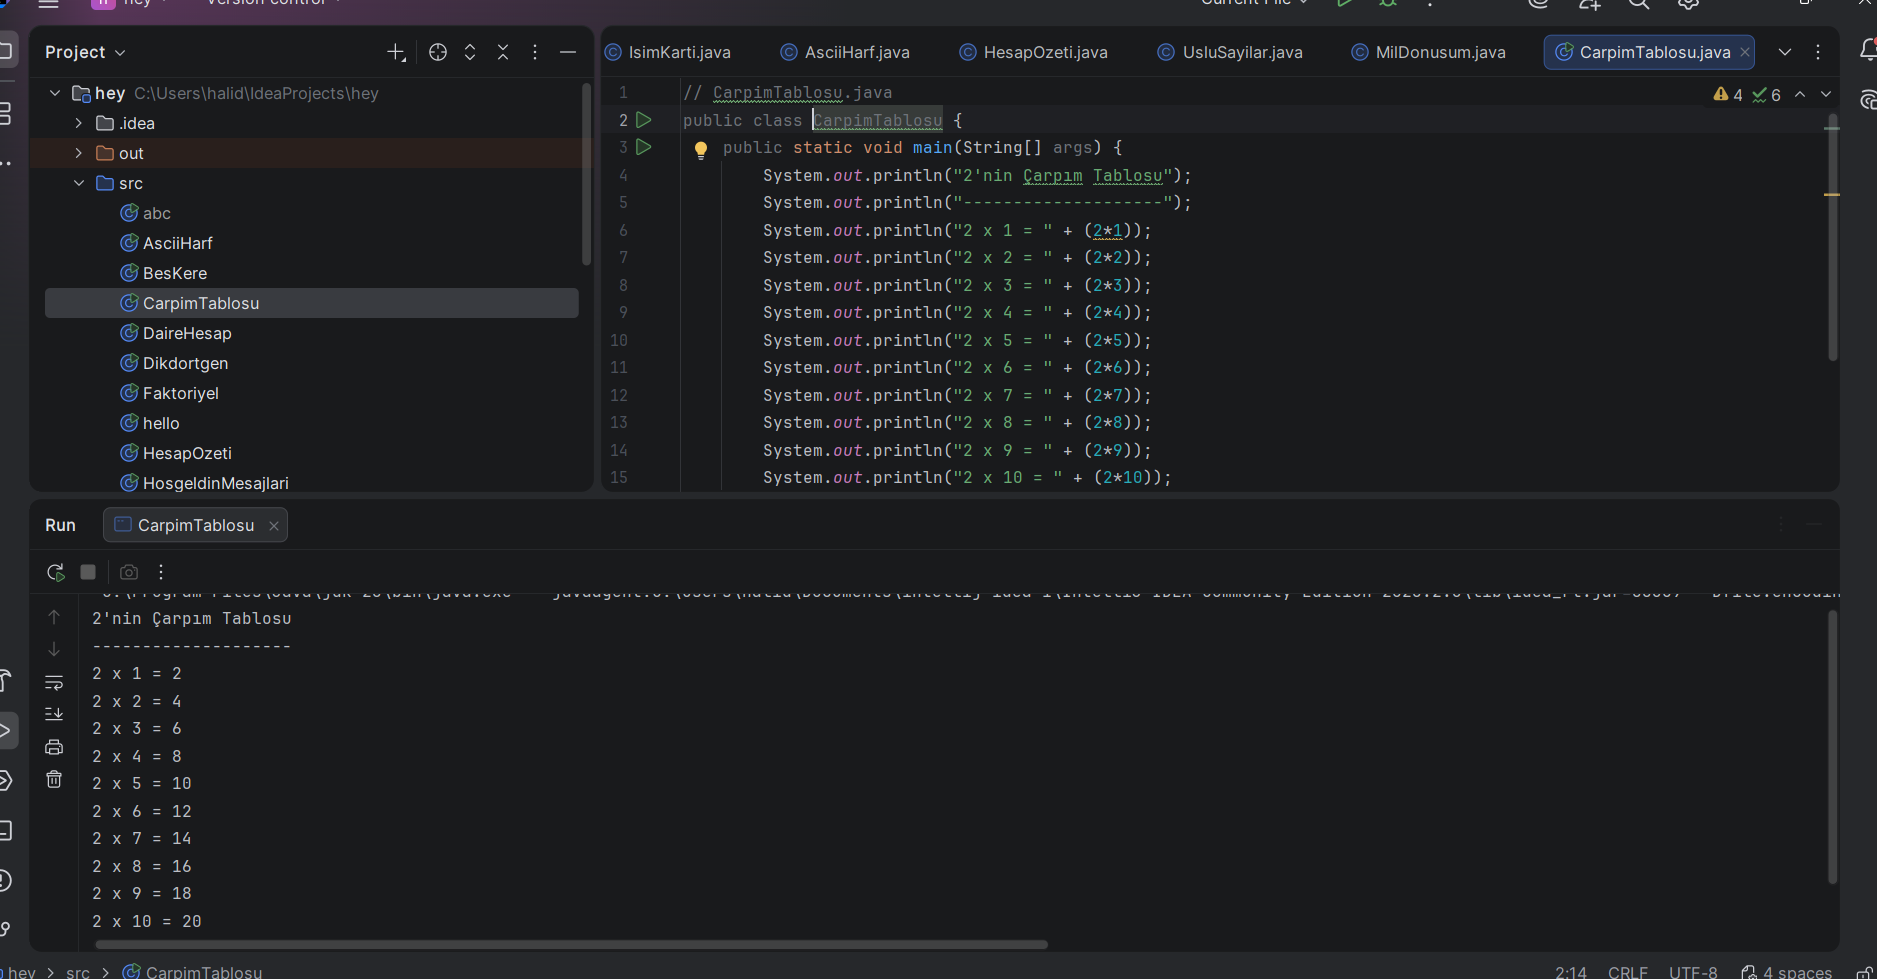 hey Version control Current File
Project
IsimKarti.java AsciiHarf.java HesapOzeti.java UsluSayilar.java MilDonusum.java CarpimTablosu.java
hey C:\Users\halid\IdeaProjects\hey
.idea
out
src
abc
AsciiHarf
BesKere
CarpimTablosu
DaireHesap
Dikdortgen
Faktoriyel
hello
HesapOzeti
HosgeldinMesajlari
4 6
1 // CarpimTablosu.java
2 public class CarpimTablosu {
3 public static void main(String[] args) {
4 System.out.println("2'nin Çarpım Tablosu");
5 System.out.println("--------------------");
6 System.out.println("2 x 1 = " + (2*1));
7 System.out.println("2 x 2 = " + (2*2));
8 System.out.println("2 x 3 = " + (2*3));
9 System.out.println("2 x 4 = " + (2*4));
10 System.out.println("2 x 5 = " + (2*5));
11 System.out.println("2 x 6 = " + (2*6));
12 System.out.println("2 x 7 = " + (2*7));
13 System.out.println("2 x 8 = " + (2*8));
14 System.out.println("2 x 9 = " + (2*9));
15 System.out.println("2 x 10 = " + (2*10));
Run CarpimTablosu
2'nin Çarpım Tablosu
--------------------
2 x 1 = 2
2 x 2 = 4
2 x 3 = 6
2 x 4 = 8
2 x 5 = 10
2 x 6 = 12
2 x 7 = 14
2 x 8 = 16
2 x 9 = 18
2 x 10 = 20
hey > src > CarpimTablosu
2:14 CRLF UTF-8 4 spaces